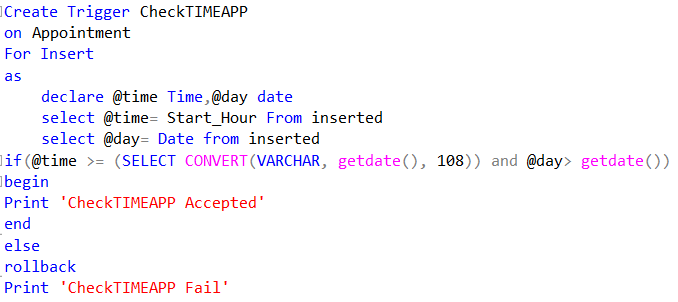 Create Trigger CheckTIMEAPP
on Appointment
For Insert
as
declare @time Time,@day date
select @time= Start_Hour From inserted
select @day= Date from inserted
if(@time >= (SELECT CONVERT(VARCHAR, getdate(), 108)) and @day> getdate())
begin
Print 'CheckTIMEAPP Accepted'
end
else
rollback
Print 'CheckTIMEAPP Fail'